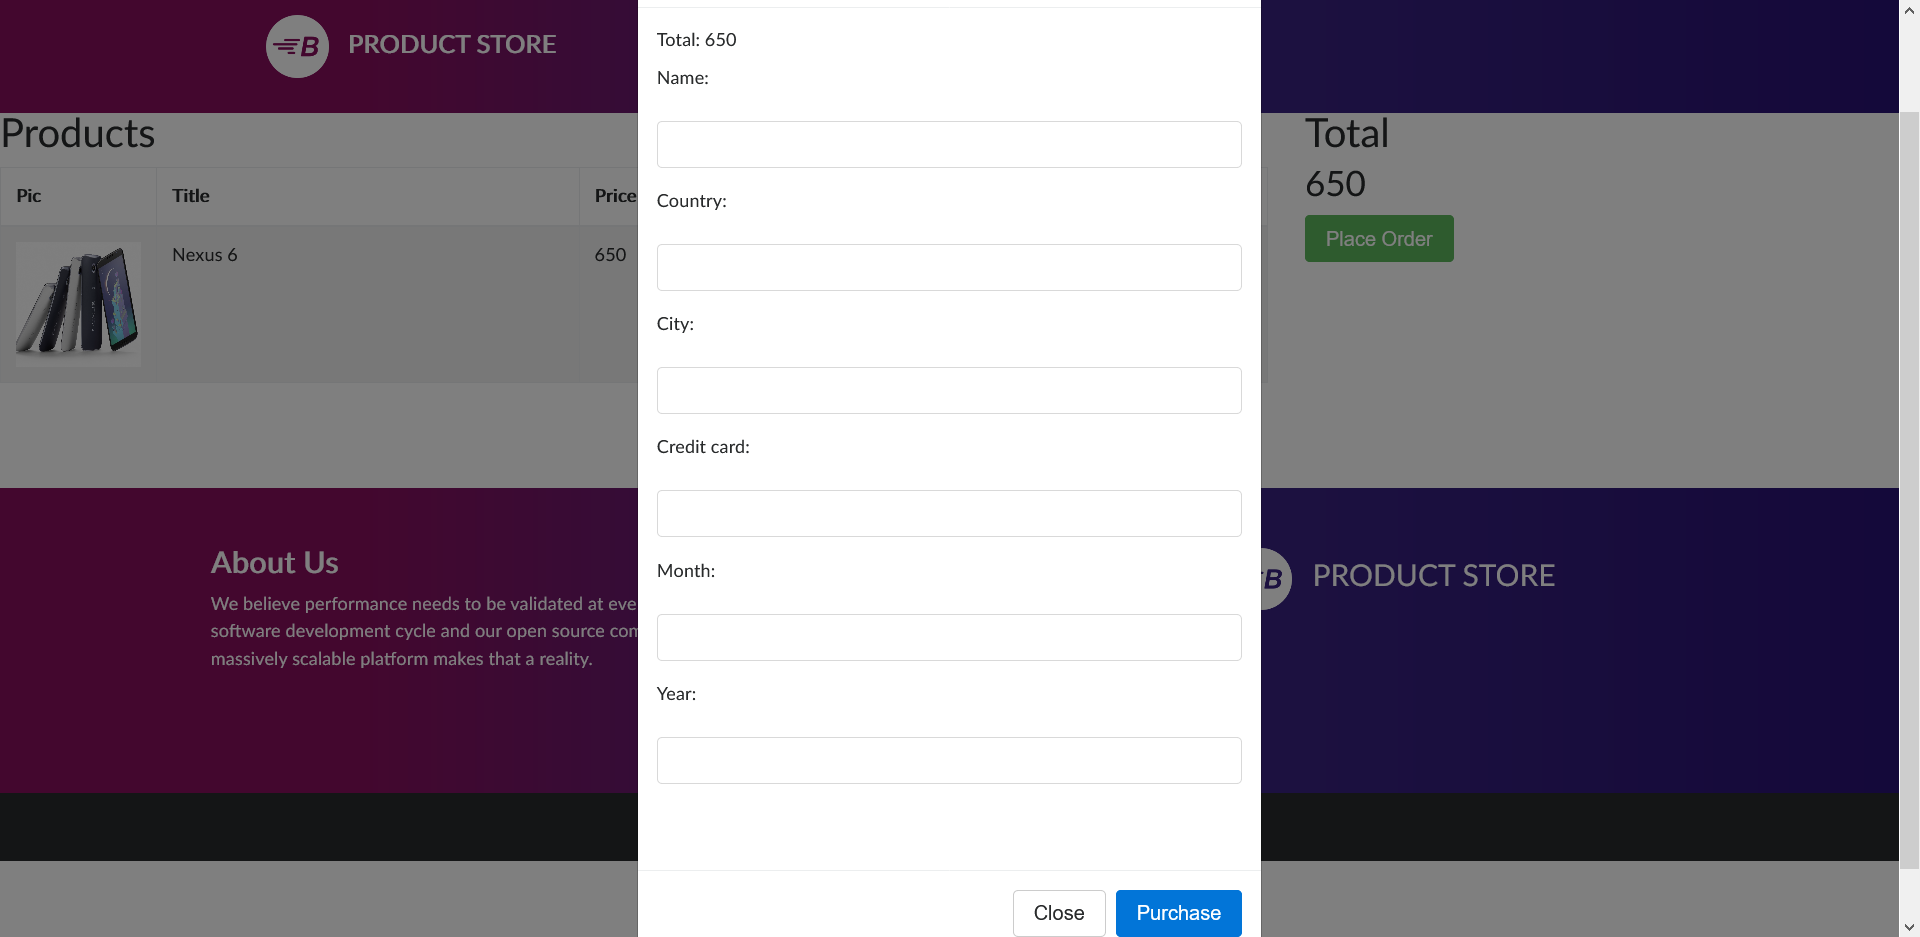 B PRODUCT STORE
Products
Pic Title Price
Nexus 6 650
Total
650
Place Order
Total: 650
Name:
Country:
City:
Credit card:
Month:
Year:
Close Purchase
About Us
We believe performance needs to be validated at eve
software development cycle and our open source com
massively scalable platform makes that a reality.
B PRODUCT STORE